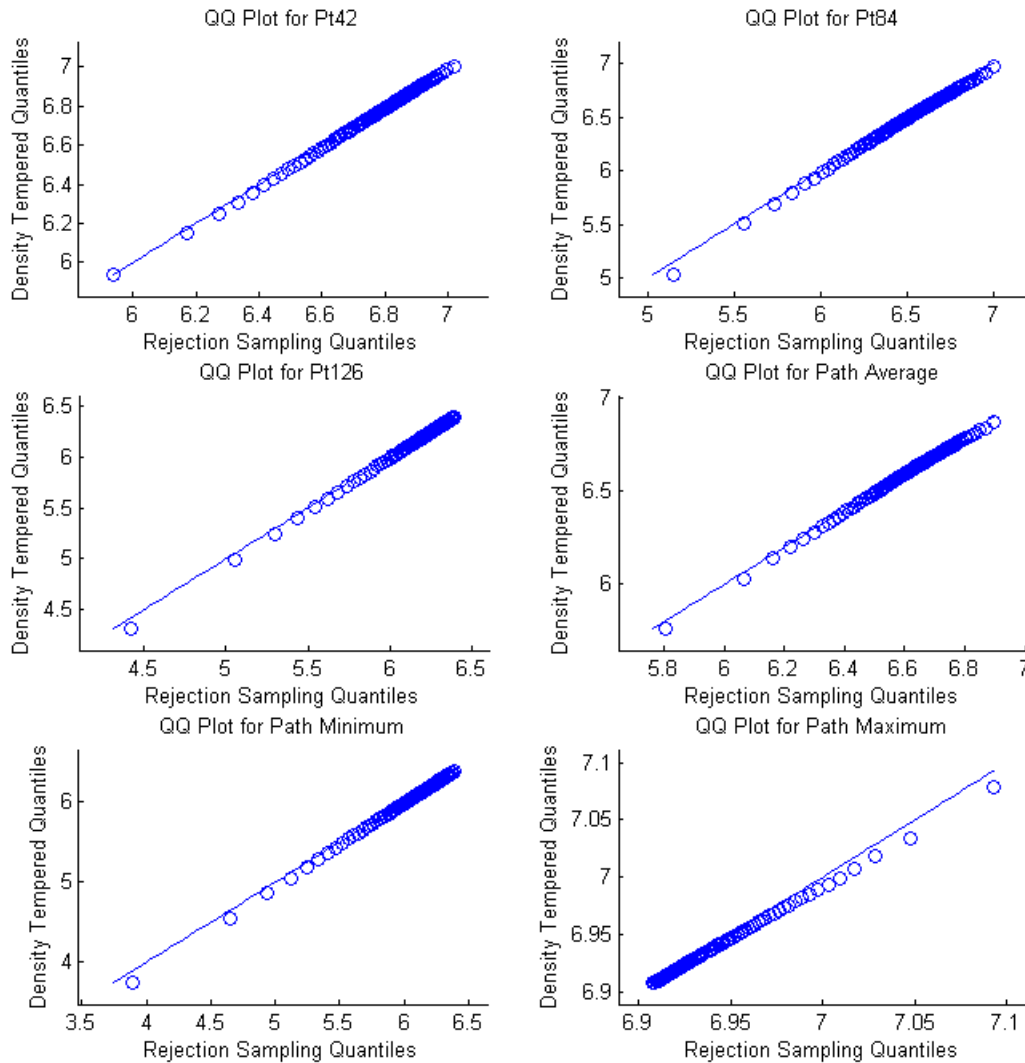 QQ Plot for Pt42
Density Tempered Quantiles
7
6.8
6.6
6.4
6.2
6
6 6.2 6.4 6.6 6.8 7
Rejection Sampling Quantiles
QQ Plot for Pt84
Density Tempered Quantiles
7
6.5
6
5.5
5
5 5.5 6 6.5 7
Rejection Sampling Quantiles
QQ Plot for Pt126
Density Tempered Quantiles
6.5
6
5.5
5
4.5
4.5 5 5.5 6 6.5
Rejection Sampling Quantiles
QQ Plot for Path Average
Density Tempered Quantiles
7
6.5
6
5.8 6 6.2 6.4 6.6 6.8 7
Rejection Sampling Quantiles
QQ Plot for Path Minimum
Density Tempered Quantiles
6
5
4
3.5 4 4.5 5 5.5 6 6.5
Rejection Sampling Quantiles
QQ Plot for Path Maximum
Density Tempered Quantiles
7.1
7.05
7
6.95
6.9
6.9 6.95 7 7.05 7.1
Rejection Sampling Quantiles